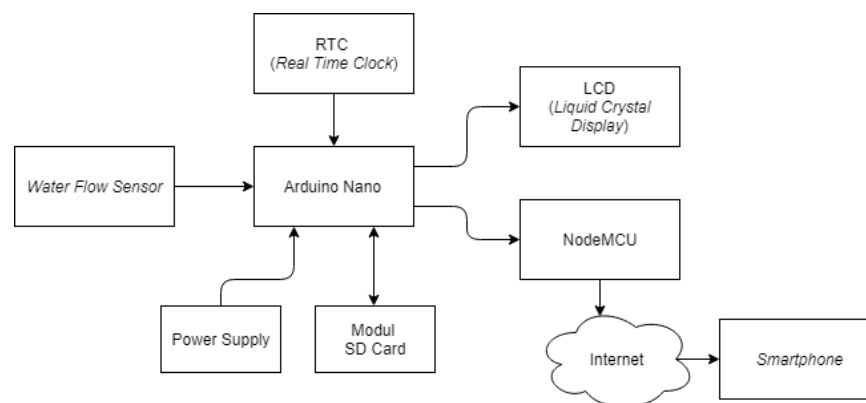 RTC
(Real Time Clock)
LCD
(Liquid Crystal
Display)
Water Flow Sensor
Arduino Nano
NodeMCU
Power Supply
Modul
SD Card
Internet
Smartphone